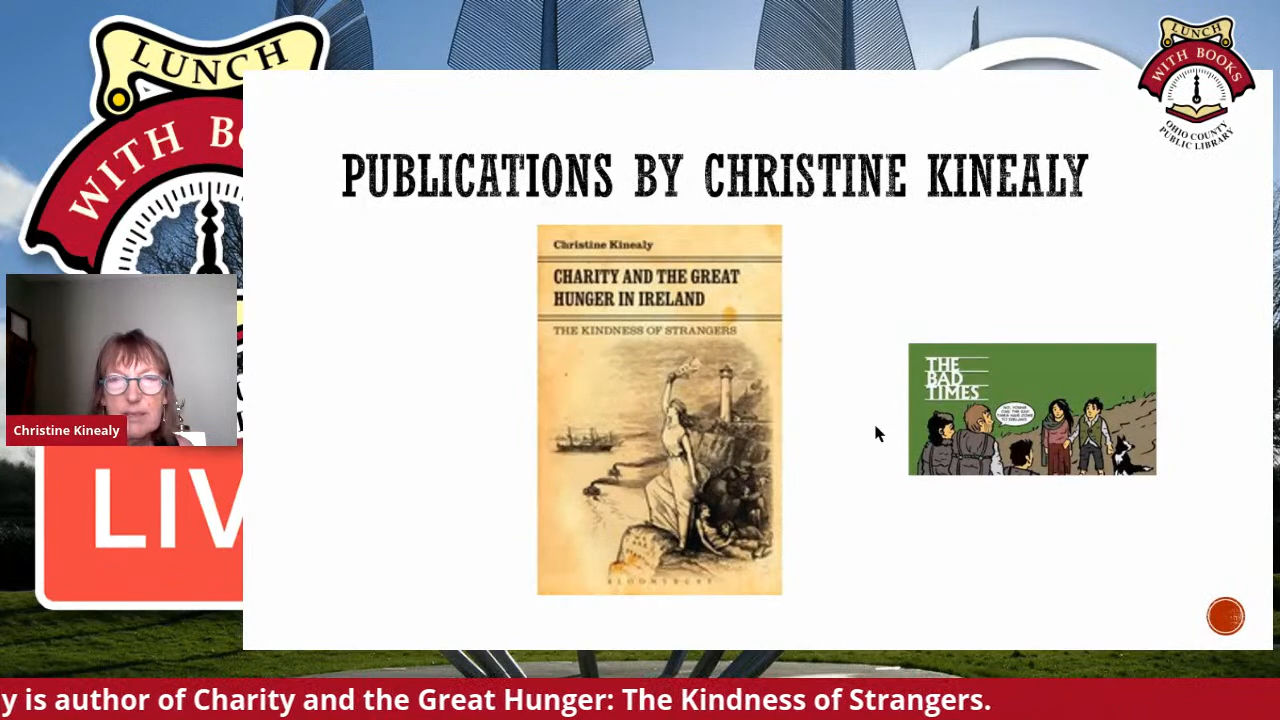 LUNCH
WITH BO
LIV
LUNCH
WITH BOOKS
OHIO COUNTY
PUBLIC LIBRARY
PUBLICATIONS BY CHRISTINE KINEALY
Christine Kinealy
CHARITY AND THE GREAT
HUNGER IN IRELAND
THE KINDNESS OF STRANGERS
BLOOMSBURY
THE
BAD
TIMES
Christine Kinealy
y is author of Charity and the Great Hunger: The Kindness of Strangers.